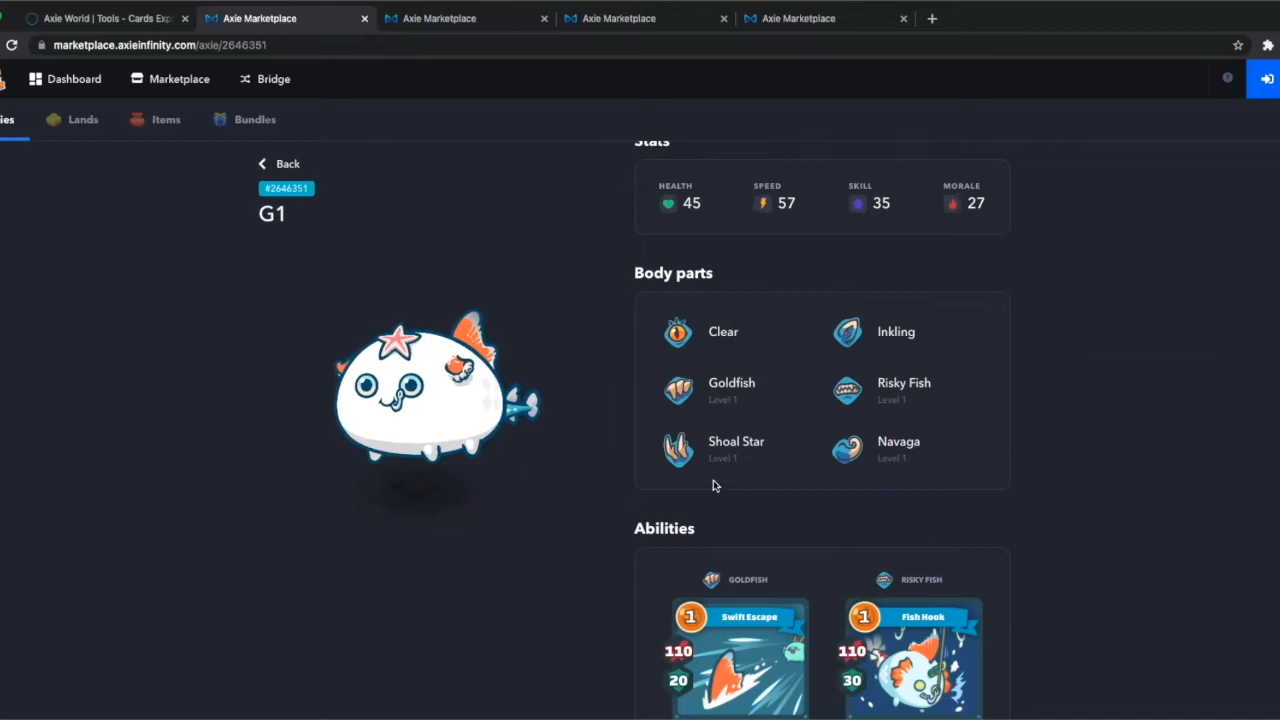 Axie World | Tools - Cards Exp
Axie Marketplace
Axie Marketplace
Axie Marketplace
Axie Marketplace
marketplace.axieinfinity.com/axie/2646351
Dashboard
Marketplace
Bridge
ies
Lands
Items
Bundles
Back
#2646351
G1
Stats
HEALTH
SPEED
SKILL
MORALE
45
57
35
27
Body parts
Clear
Inkling
Goldfish
Level 1
Risky Fish
Level 1
Shoal Star
Level 1
Navaga
Level 1
Abilities
GOLDFISH
RISKY FISH
1
Swift Escape
110
20
1
Fish Hook
110
30